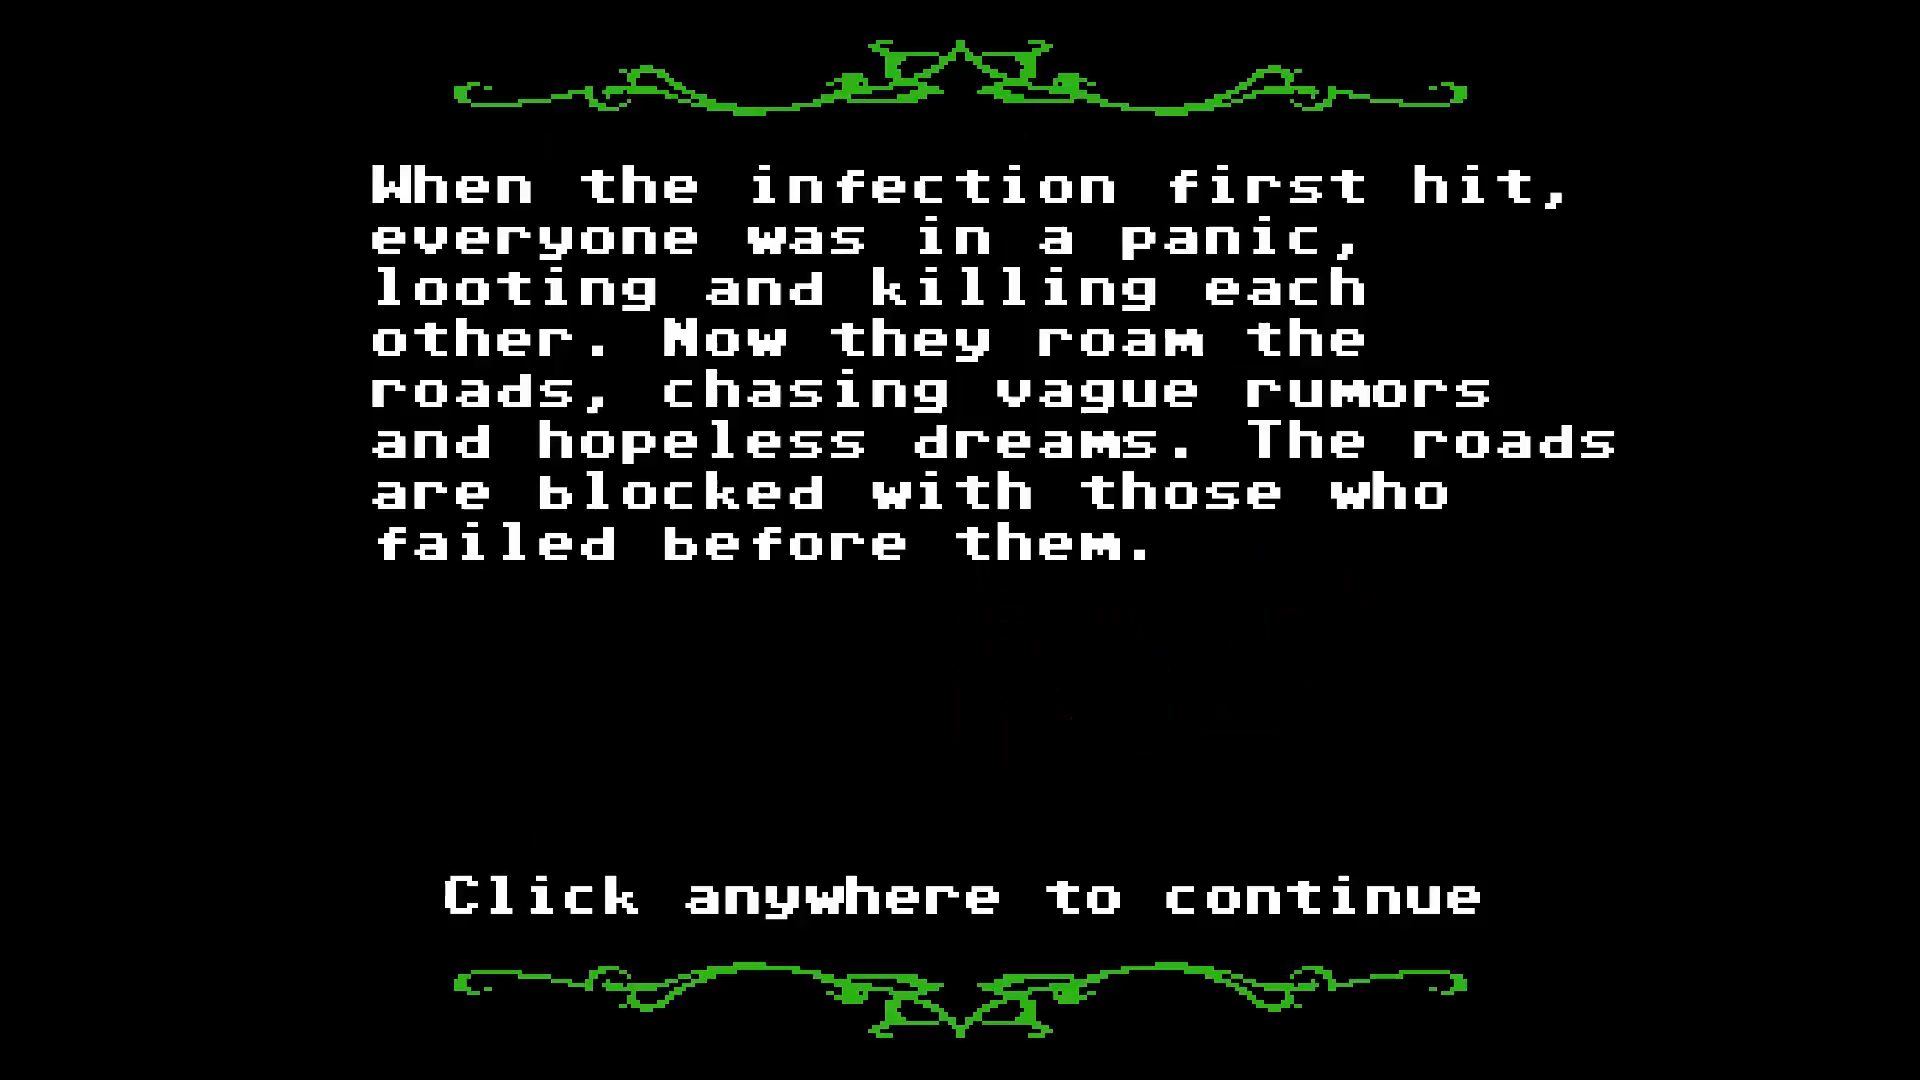 When the infection first hit,
everyone was in a panic,
looting and killing each
other. Now they roam the
roads, chasing vague rumors
and hopeless dreams. The roads
are blocked with those who
failed before them.
Click anywhere to continue